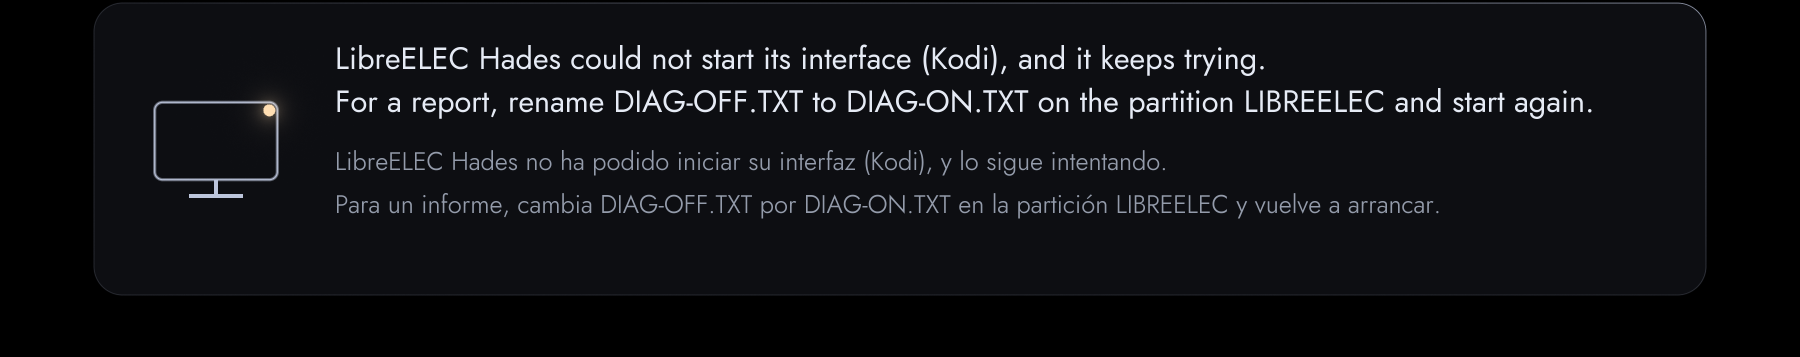 LibreELEC Hades could not start its interface (Kodi), and it keeps trying.
For a report, rename DIAG-OFF.TXT to DIAG-ON.TXT on the partition LIBREELEC and start again.
LibreELEC Hades no ha podido iniciar su interfaz (Kodi), y lo sigue intentando.
Para un informe, cambia DIAG-OFF.TXT por DIAG-ON.TXT en la partición LIBREELEC y vuelve a arrancar.